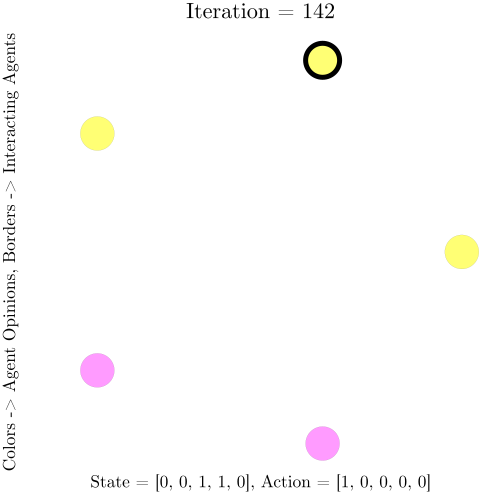 Iteration = 142
Colors -> Agent Opinions, Borders -> Interacting Agents
State = [0, 0, 1, 1, 0], Action = [1, 0, 0, 0, 0]